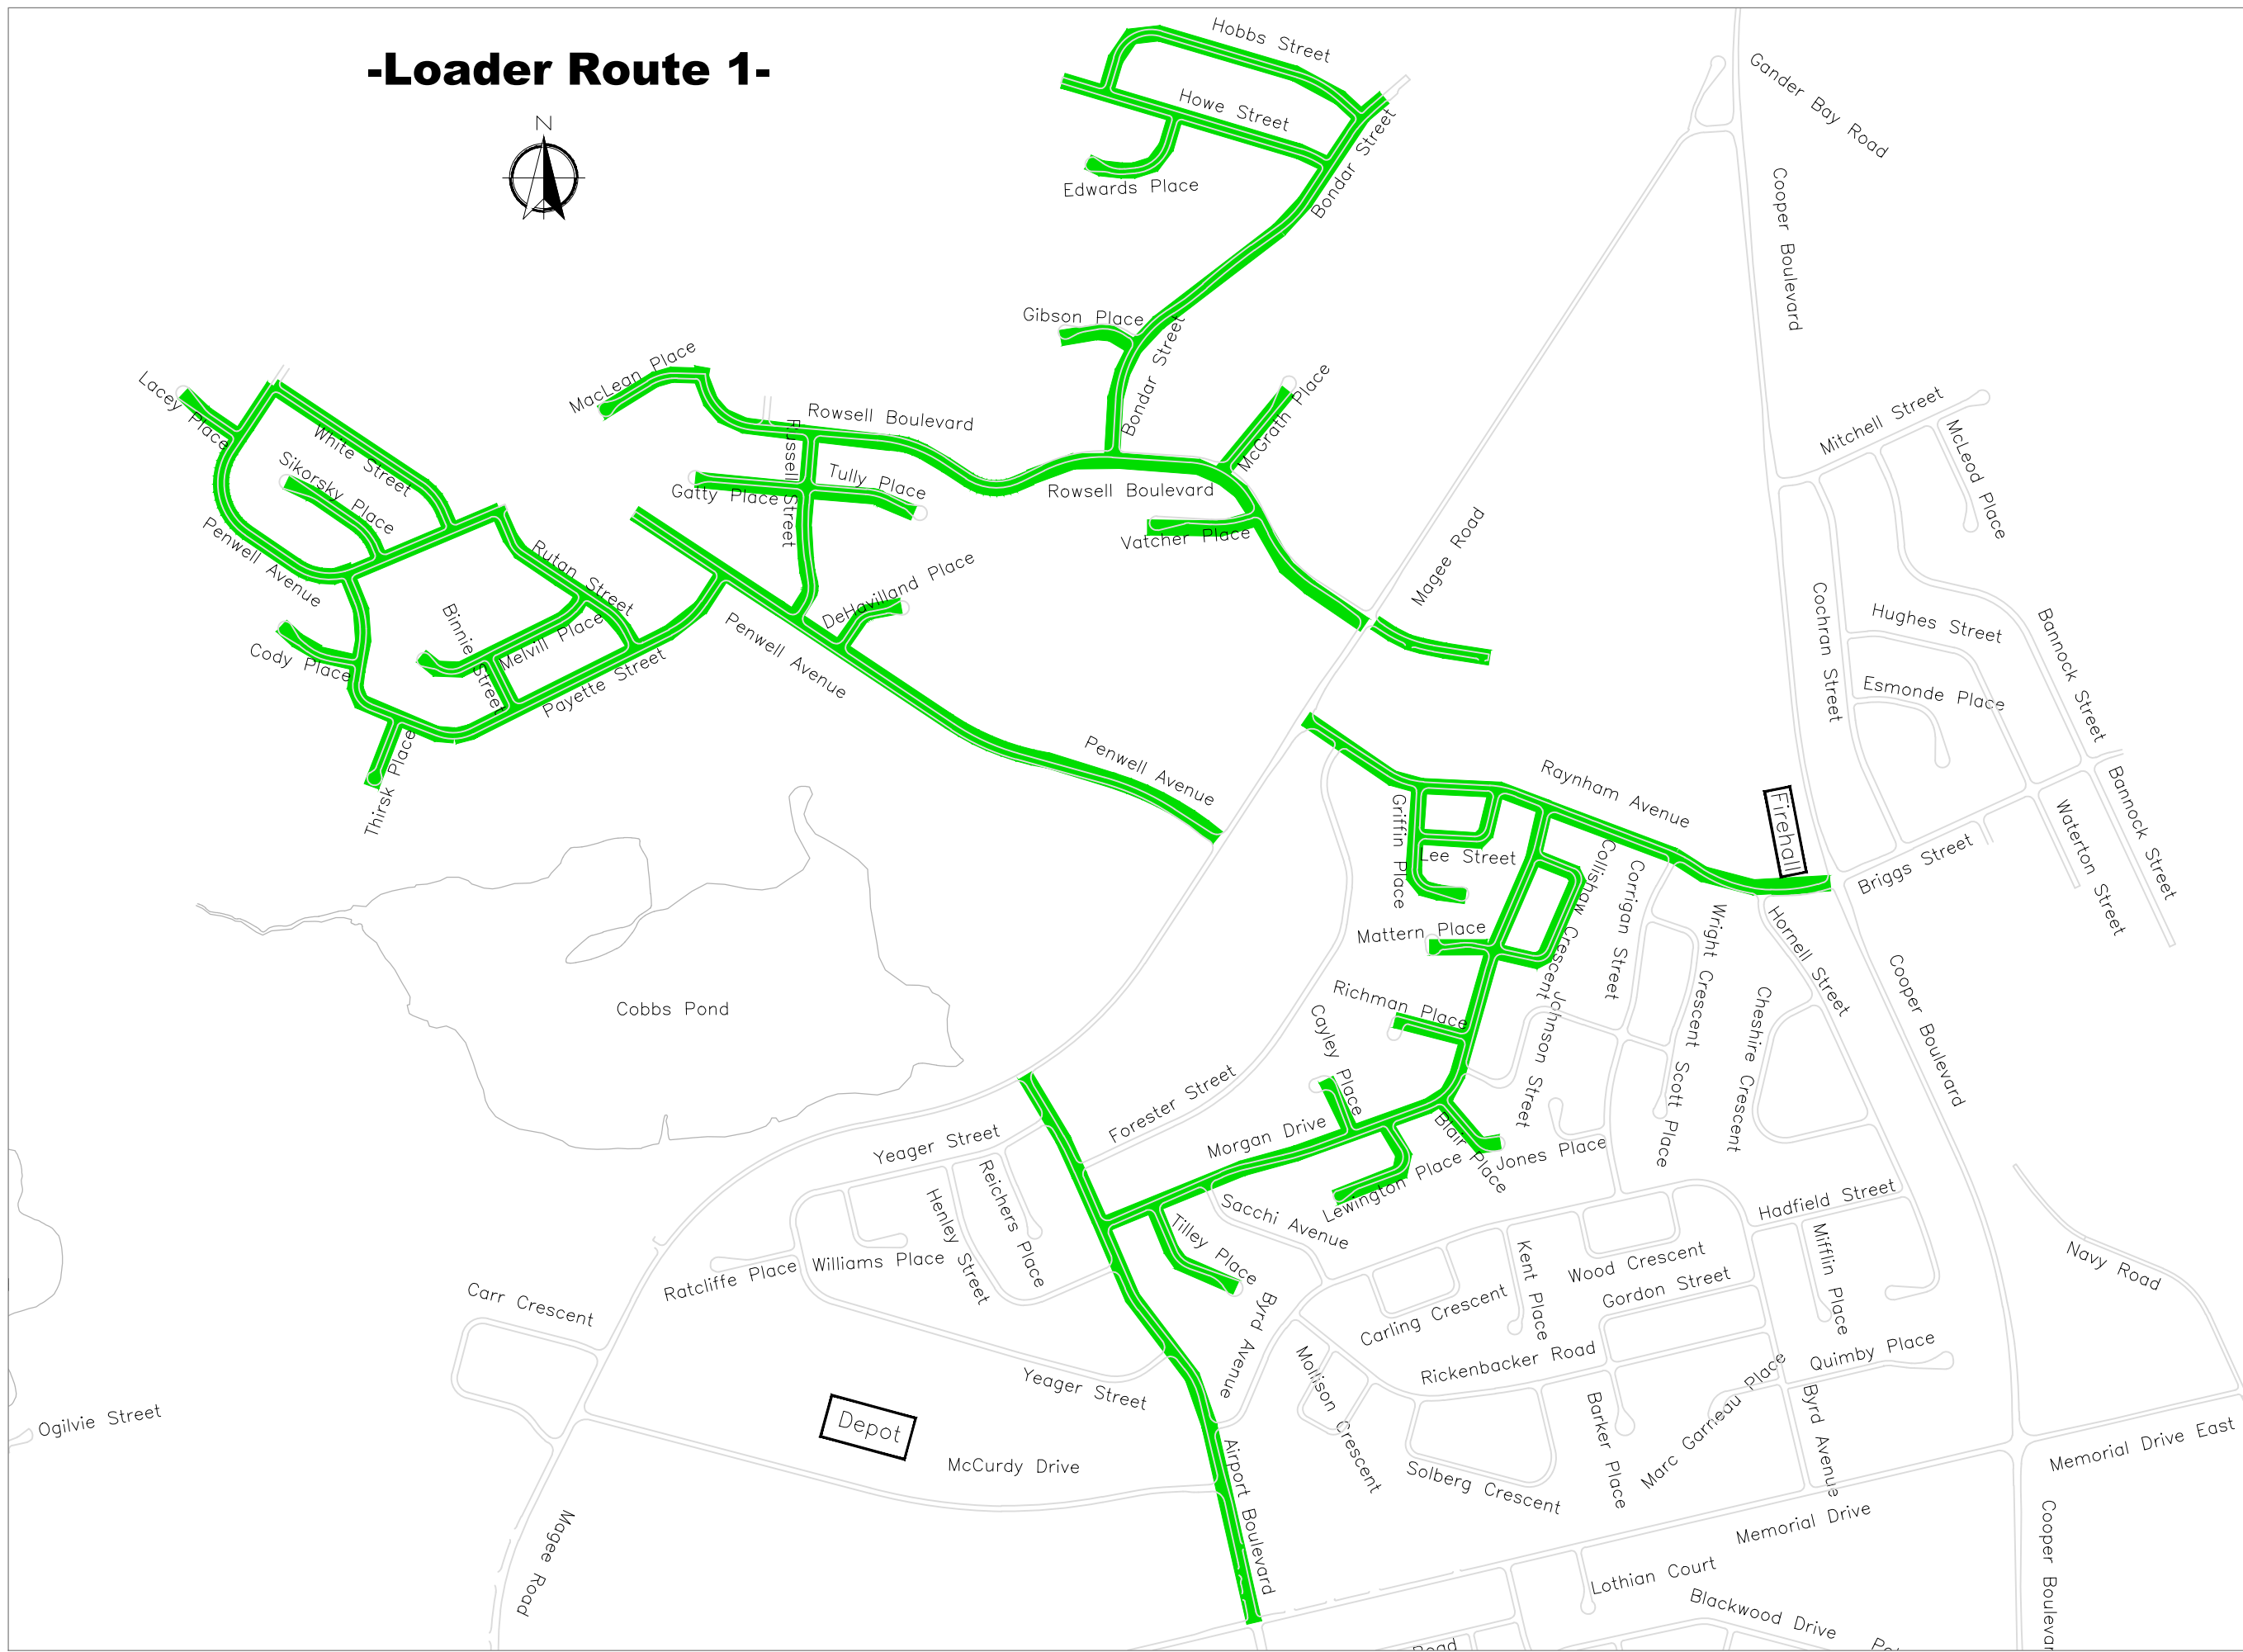 -Loader Route 1-
N
Hobbs Street
Howe Street
Edwards Place
Bondar Street
Gander Bay Road
Cooper Boulevard
Gibson Place
Bondar Street
McGrath Place
MacLean Place
Rowsell Boulevard
Russell Street
Tully Place
Gatty Place
Rowsell Boulevard
Vatcher Place
Lacey Place
White Street
Sikorsky Place
Penwell Avenue
Rutan Street
Binnie Street
Melvill Place
Cody Place
Payette Street
Thirsk Place
DeHavilland Place
Penwell Avenue
Penwell Avenue
Magee Road
Mitchell Street
McLeod Place
Cochran Street
Hughes Street
Bannock Street
Esmonde Place
Bannock Street
Waterton Street
Briggs Street
Firehall
Raynham Avenue
Griffin Place
Lee Street
Collishaw Crescent
Corrigan Street
Wright Crescent
Hornell Street
Mattern Place
Richman Place
Johnson Street
Scott Place
Cheshire Crescent
Cooper Boulevard
Cobbs Pond
Cayley Place
Forester Street
Morgan Drive
Blair Place
Jones Place
Lewington Place
Yeager Street
Reichers Place
Henley Street
Williams Place
Ratcliffe Place
Sacchi Avenue
Tilley Place
Hadfield Street
Mifflin Place
Navy Road
Carr Crescent
Byrd Avenue
Kent Place
Wood Crescent
Gordon Street
Carling Crescent
Rickenbacker Road
Quimby Place
Mollison Crescent
Yeager Street
Marc Garneau Place
Barker Place
Byrd Avenue
Ogilvie Street
Depot
McCurdy Drive
Airport Boulevard
Solberg Crescent
Memorial Drive East
Memorial Drive
Magee Road
Lothian Court
Blackwood Drive
Cooper Boulevar
Road